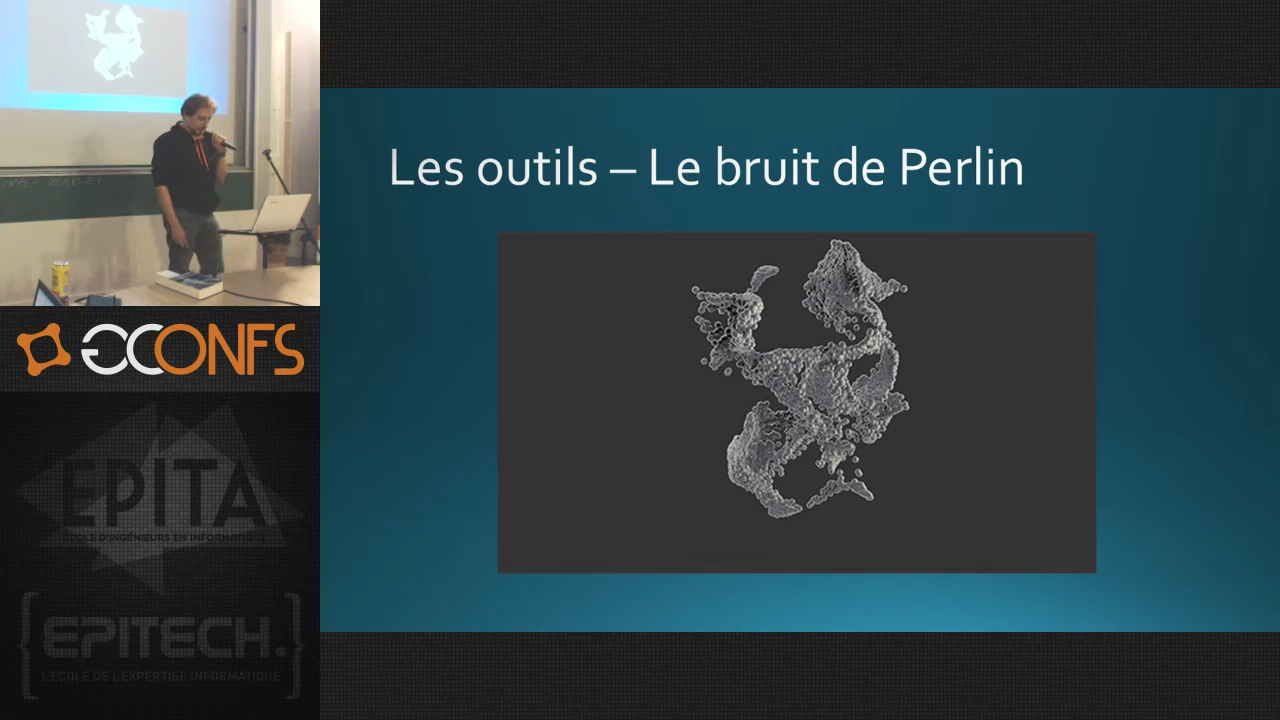 Les outils – Le bruit de Perlin
GCONFS
EPITA
ÉCOLE D'INGÉNIEURS EN INFORMATIQUE
{EPITECH.}
L'ÉCOLE DE L'EXPERTISE INFORMATIQUE